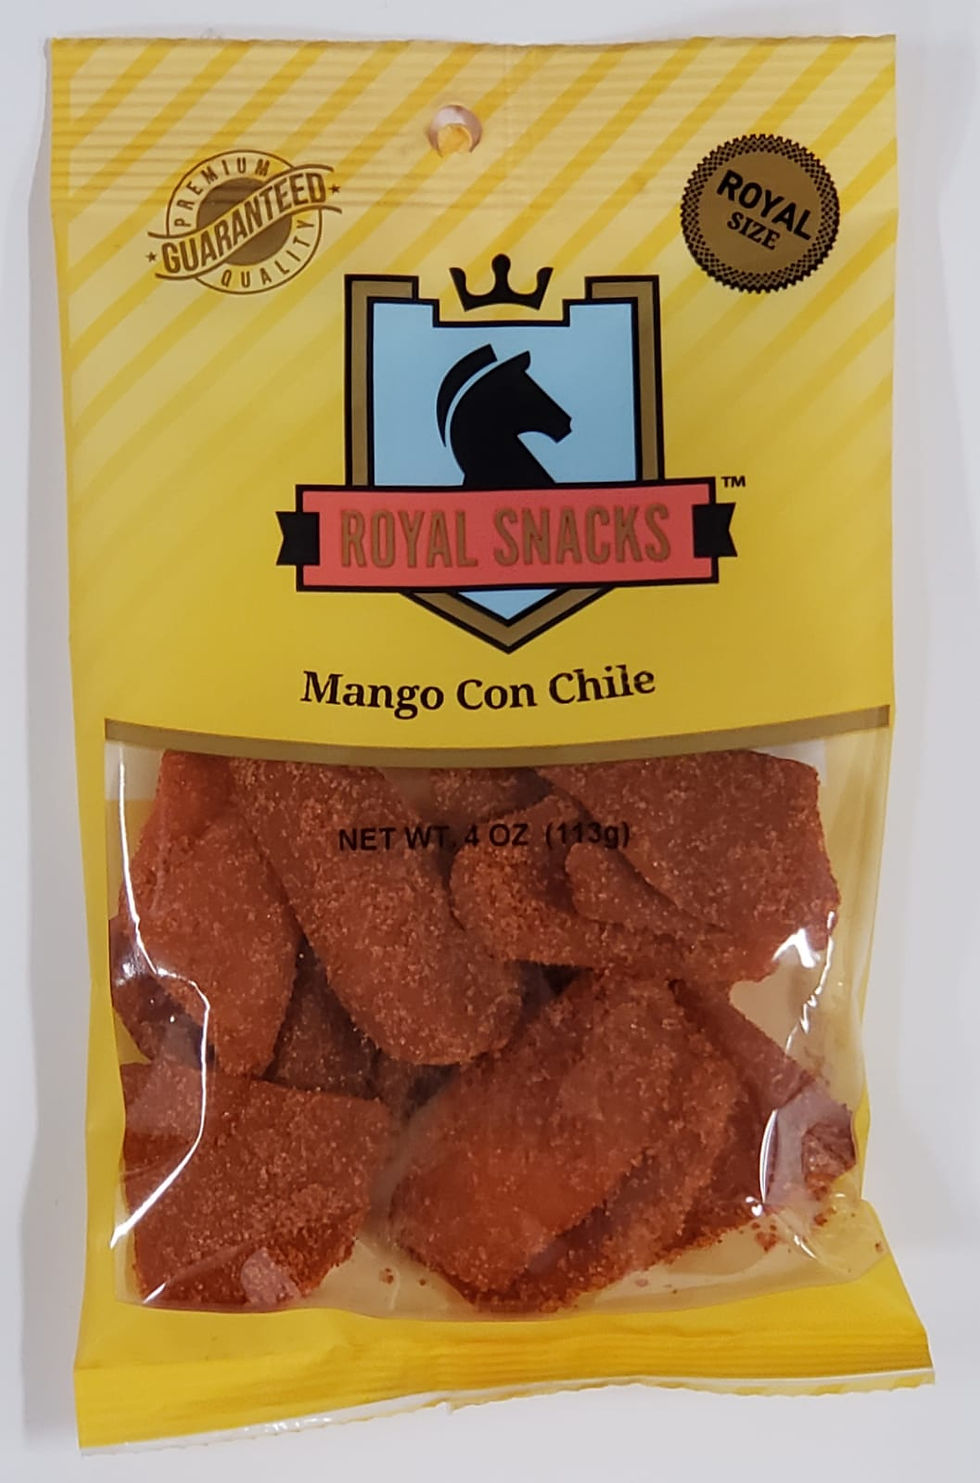 PREMIUM
GUARANTEED
QUALITY
ROYAL
SIZE
ROYAL SNACKS
TM
Mango Con Chile
NET WT. 4 OZ (113g)